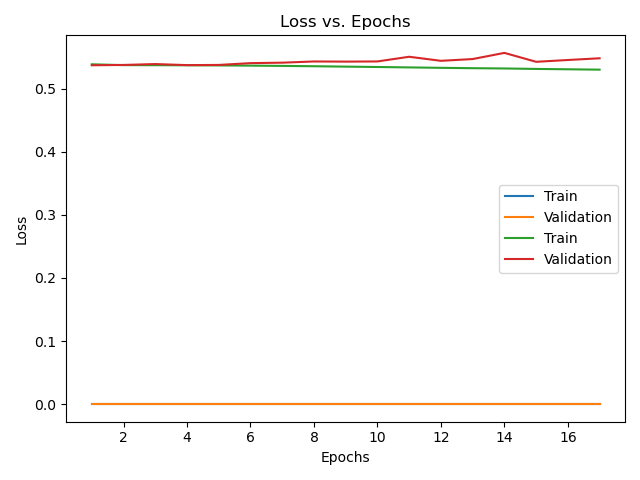 Loss vs. Epochs
0.5
0.4
0.3
0.2
0.1
0.0
Loss
Train
Validation
Train
Validation
2 4 6 8 10 12 14 16
Epochs